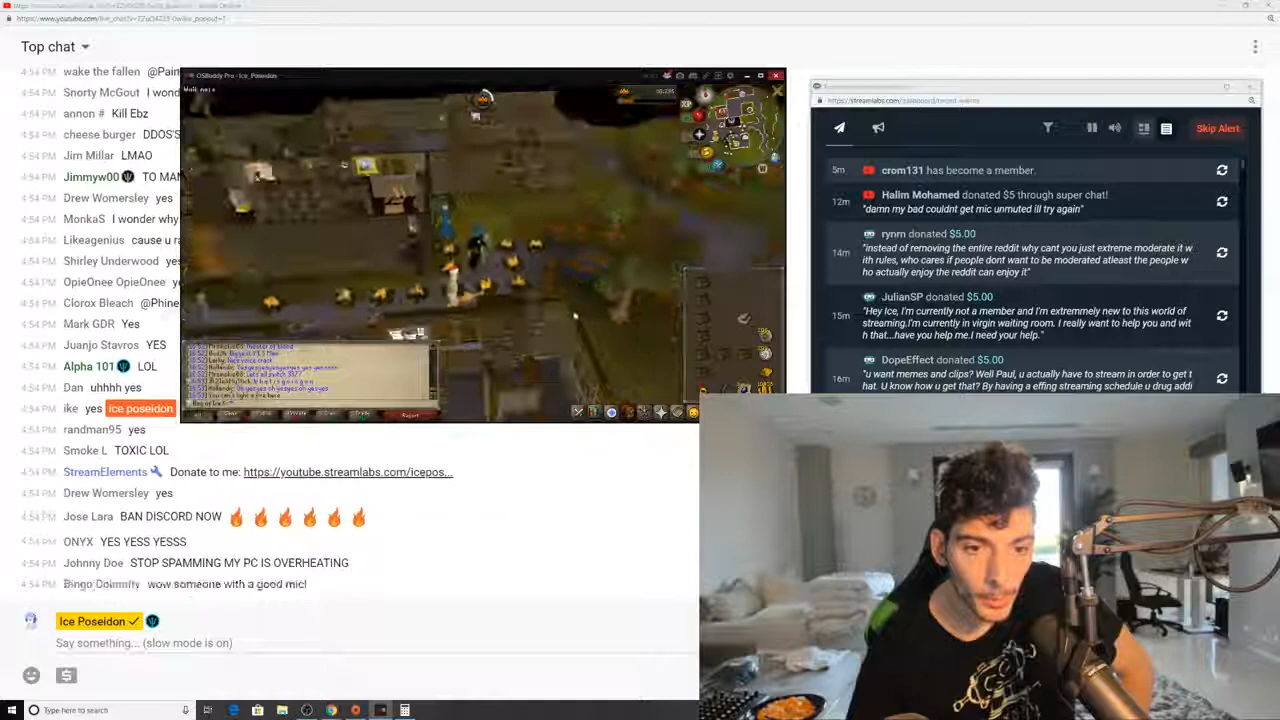 Top chat
4:54 PM wake the fallen @Pain
4:54 PM Snorty McGout I wond
4:54 PM annon # Kill Ebz
4:54 PM cheese burger DDOS'S
4:54 PM Jim Millar LMAO
4:54 PM Jimmyw00 TO MAN
4:54 PM Drew Womersley yes
4:54 PM MonkaS I wonder why
4:54 PM Likeagenius cause u ra
4:54 PM Shirley Underwood yes
4:54 PM OpieOnee OpieOnee
4:54 PM Clorox Bleach @Phine
4:54 PM Mark GDR Yes
4:54 PM Juanjo Stavros YES
4:54 PM Alpha 101 LOL
4:54 PM Dan uhhhh yes
4:54 PM ike yes ice poseidon
4:54 PM randman95 yes
4:54 PM Smoke L TOXIC LOL
4:54 PM StreamElements Donate to me: https://youtube.streamlabs.com/icepos...
4:54 PM Drew Womersley yes
4:54 PM Jose Lara BAN DISCORD NOW
4:54 PM ONYX YES YESS YESSS
4:54 PM Johnny Doe STOP SPAMMING MY PC IS OVERHEATING
4:54 PM wow someone with a good mic!
Ice Poseidon
Say something... (slow mode is on)
Type here to search
OSBuddy Pro - Ice_Poseidon
Walk here
Report
Skip Alert
5m crom131 has become a member.
12m Halim Mohamed donated $5 through super chat!
"damn my bad couldnt get mic unmuted ill try again"
rynrn donated $5.00
14m "instead of removing the entire reddit why cant you just extreme moderate it w
ith rules, who cares if people dont want to be moderated atleast the people w
ho actually enjoy the reddit can enjoy it"
JulianSP donated $5.00
15m "Hey Ice, I'm currently not a member and I'm extremmely new to this world of
streaming.I'm currently in virgin waiting room. I really want to help you and wit
h that...have you help me.I need your help."
DopeEffect donated $5.00
16m "u want memes and clips? Well Paul, u actually have to stream in order to get t
hat. U know how u get that? By having a effing streaming schedule u drug addi